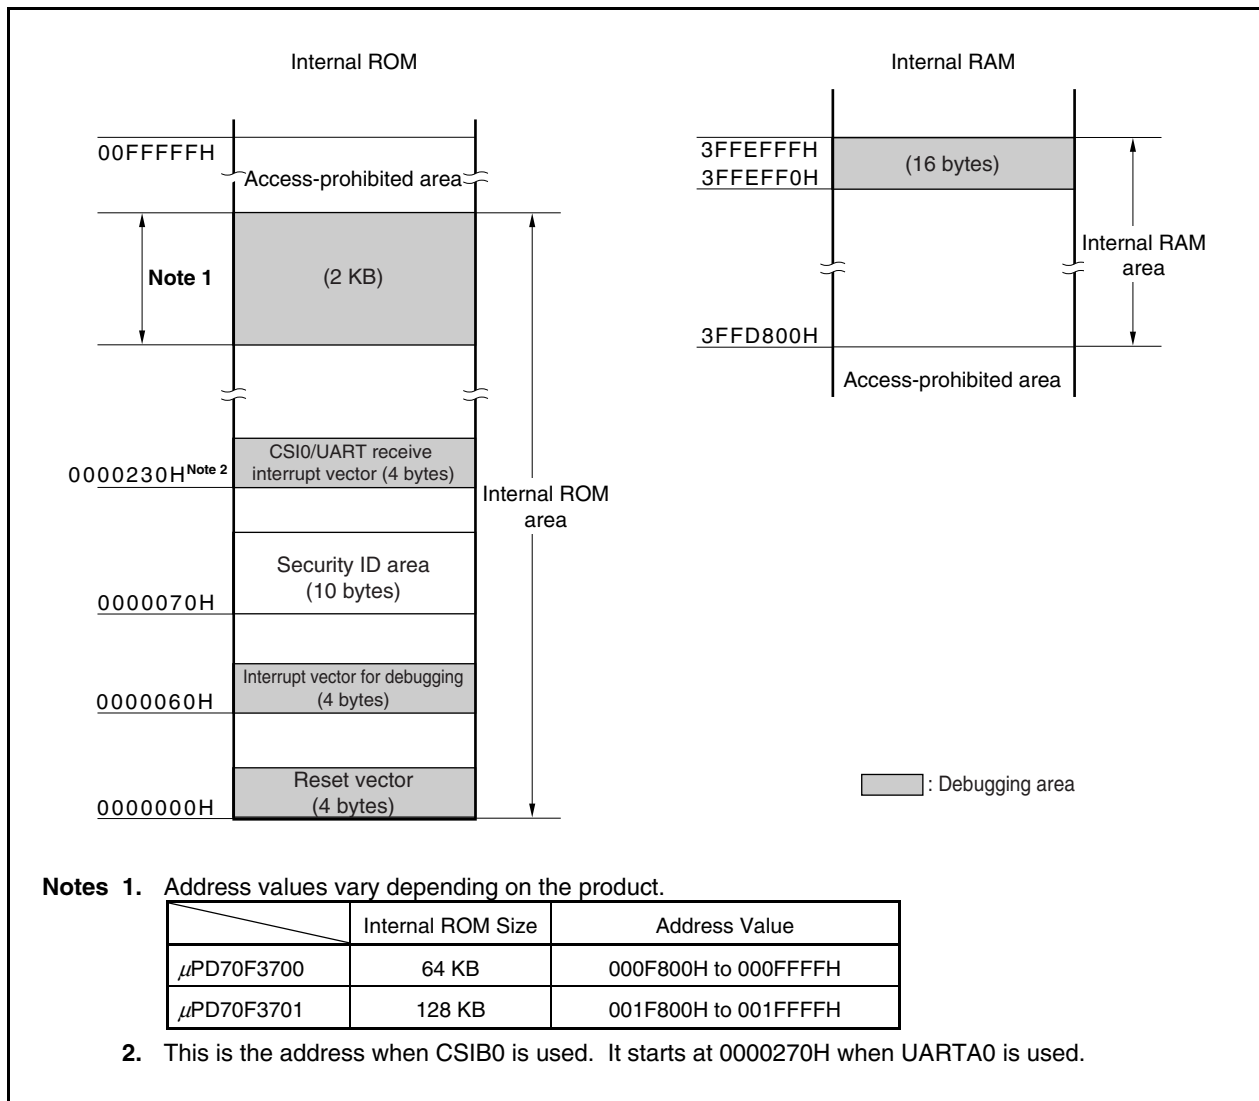 Internal ROM
00FFFFFH
Access-prohibited area
Note 1
(2 KB)
CSI0/UART receive
interrupt vector (4 bytes)
0000230H Note 2
Internal ROM
area
Security ID area
(10 bytes)
0000070H
Interrupt vector for debugging
(4 bytes)
0000060H
Reset vector
(4 bytes)
0000000H
Internal RAM
3FFEFFFH
(16 bytes)
3FFEFF0H
Internal RAM
area
3FFD800H
Access-prohibited area
: Debugging area
Notes 1. Address values vary depending on the product.
Internal ROM Size Address Value
μPD70F3700 64 KB 000F800H to 000FFFFH
μPD70F3701 128 KB 001F800H to 001FFFFH
2. This is the address when CSIB0 is used. It starts at 0000270H when UARTA0 is used.